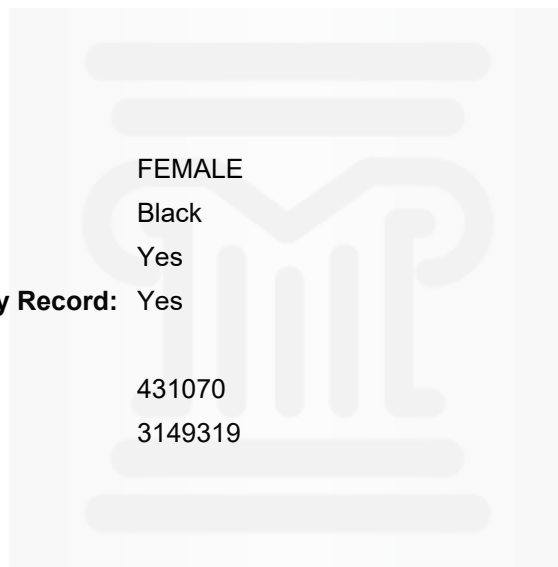 FEMALE
Black
Yes
y Record: Yes
431070
3149319